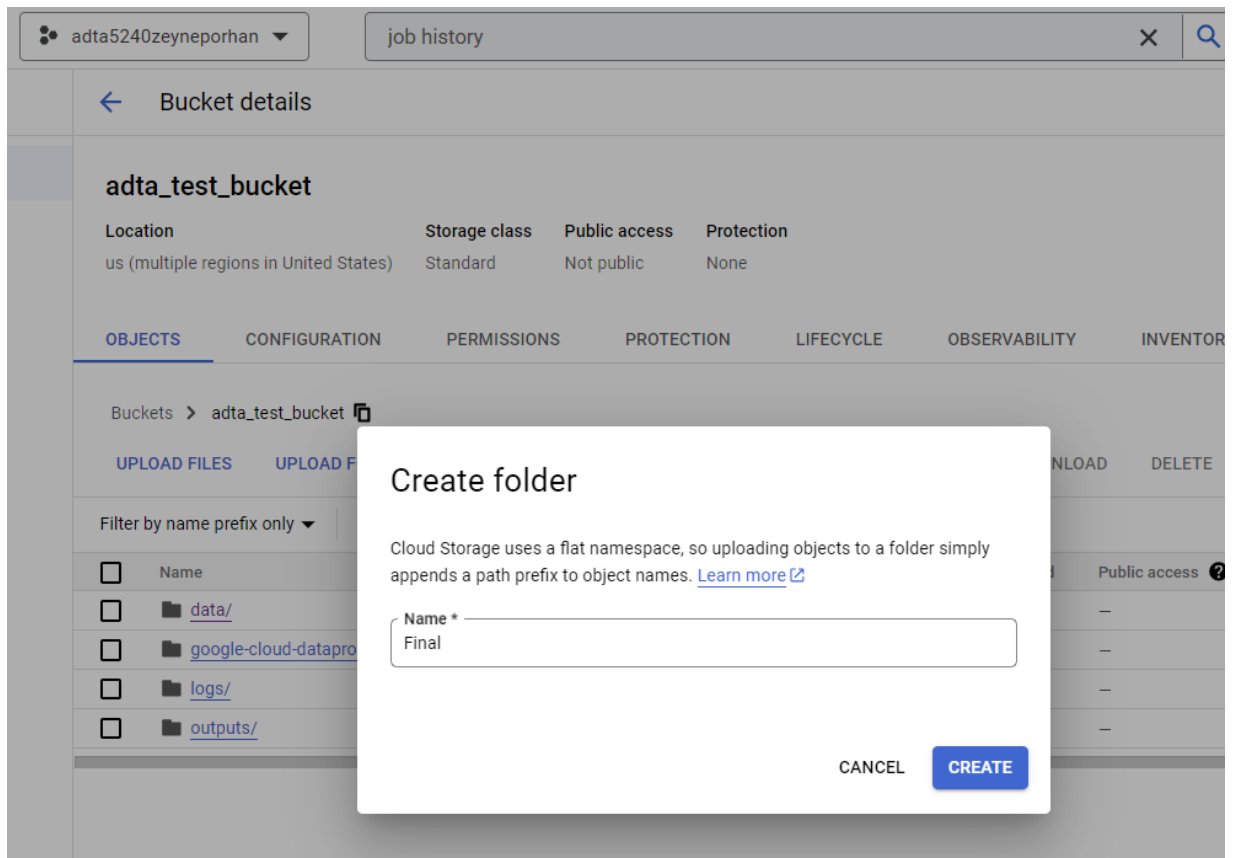 adta5240zeyneporhan job history
Bucket details
adta_test_bucket
Location Storage class Public access Protection
us (multiple regions in United States) Standard Not public None
OBJECTS CONFIGURATION PERMISSIONS PROTECTION LIFECYCLE OBSERVABILITY INVENTOR
Buckets > adta_test_bucket
UPLOAD FILES UPLOAD F NLOAD DELETE
Filter by name prefix only
Name Public access
data/ –
google-cloud-datapro –
logs/ –
outputs/ –
Create folder
Cloud Storage uses a flat namespace, so uploading objects to a folder simply
appends a path prefix to object names. Learn more
Name *
Final
CANCEL CREATE